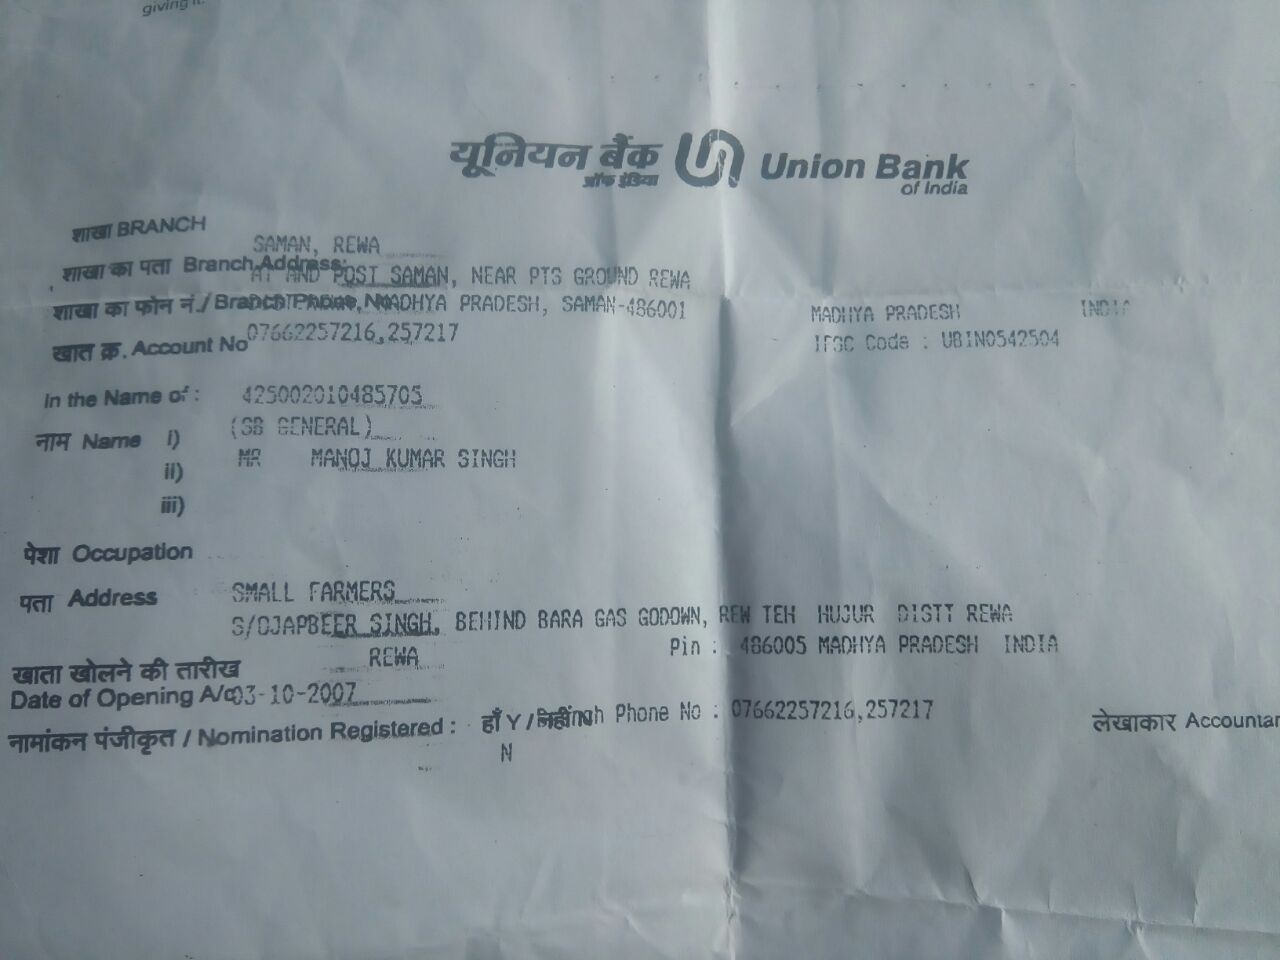 giving it.
यूनियन बैंक Union Bank
ऑफ इंडिया of India
शाखा BRANCH
SAMAN, REWA
शाखा का पता Branch Address:
AT AND POST SAMAN, NEAR PTS GROUND REWA
शाखा का फोन नं./ Branch Phone No
MADHYA PRADESH, SAMAN-486001 MADHYA PRADESH INDIA
07662257216,257217 IFSC Code : UBIN0542504
खात क्र. Account No
In the Name of : 425002010485705
(SB GENERAL)
नाम Name i)
MR MANOJ KUMAR SINGH
ii)
iii)
पेशा Occupation
SMALL FARMERS
पता Address
BEHIND BARA GAS GODOWN, REW TEH HUJUR DISTT REWA
REWA Pin : 486005 MADHYA PRADESH INDIA
खाता खोलने की तारीख
Date of Opening A/c 03-10-2007
नामांकन पंजीकृत / Nomination Registered : हाँ Y / Phone No : 07662257216,257217 लेखाकार Accountan
N